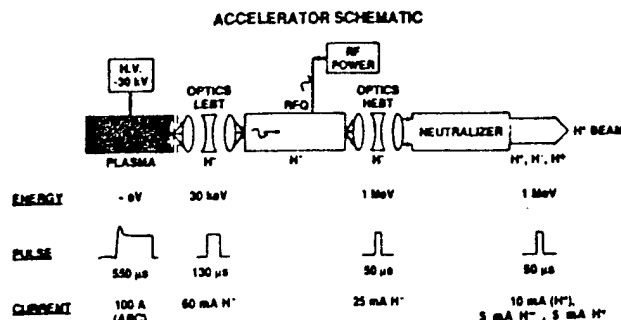 ACCELERATOR SCHEMATIC
H.V.
-30 kV
RF
POWER
OPTICS
LEBT
RFQ
OPTICS
HEBT
NEUTRALIZER
H° BEAM
PLASMA
H⁻
H⁻
H⁻
H°, H⁻, H⁺
ENERGY
~ eV
30 keV
1 MeV
1 MeV
PULSE
550 µs
130 µs
50 µs
50 µs
CURRENT
100 A
(ARC)
60 mA H⁻
25 mA H⁻
10 mA (H°),
5 mA 5 mA